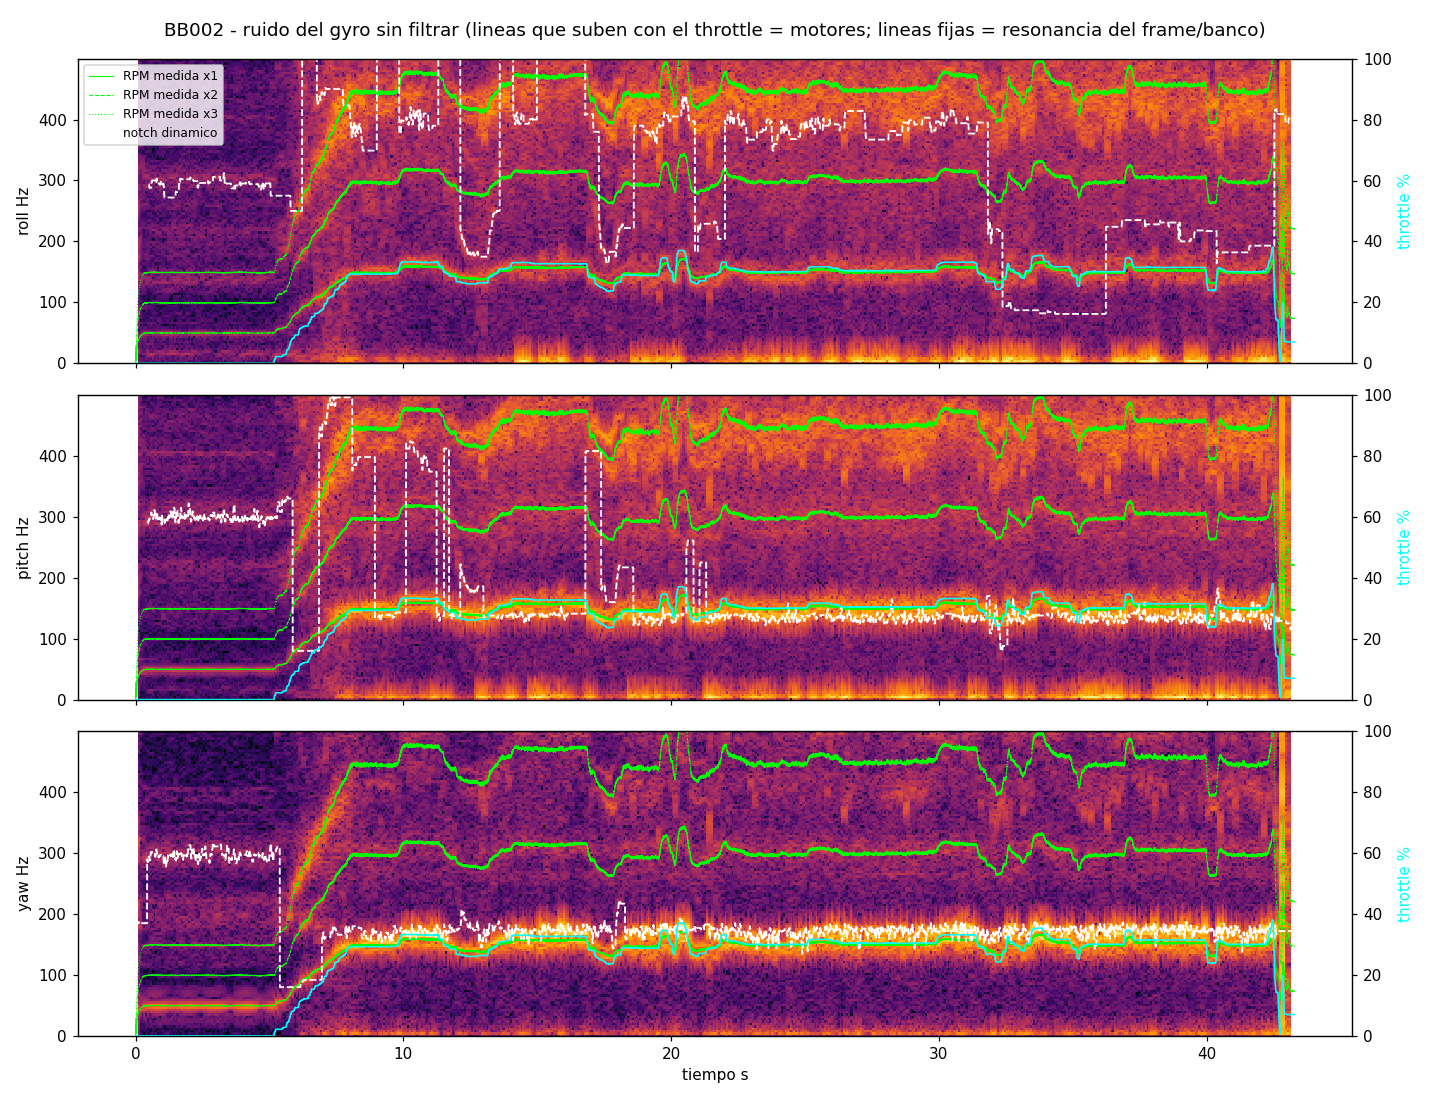 BB002 - ruido del gyro sin filtrar (lineas que suben con el throttle = motores; lineas fijas = resonancia del frame/banco)
RPM medida x1
RPM medida x2
RPM medida x3
notch dinamico
roll Hz
400
300
200
100
0
100
80
60
40
20
0
throttle %
pitch Hz
400
300
200
100
0
100
80
60
40
20
0
throttle %
yaw Hz
400
300
200
100
0
100
80
60
40
20
0
throttle %
0 10 20 30 40
tiempo s